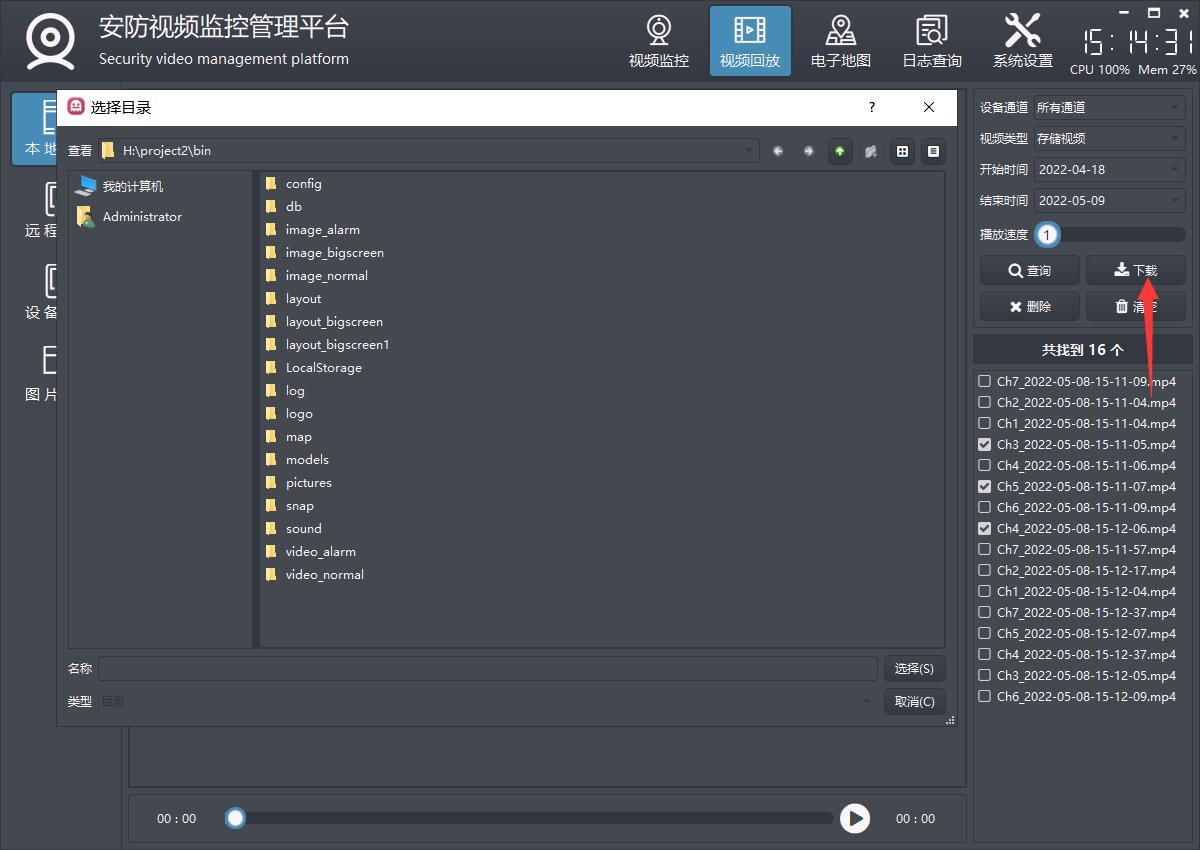 安防视频监控管理平台
Security video management platform
视频监控
视频回放
电子地图
日志查询
系统设置
15:14:31
CPU 100% Mem 27%
本地
远程
设备
图片
选择目录
?
查看
H:\project2\bin
我的计算机
Administrator
config
db
image_alarm
image_bigscreen
image_normal
layout
layout_bigscreen
layout_bigscreen1
LocalStorage
log
logo
map
models
pictures
snap
sound
video_alarm
video_normal
名称
选择(S)
类型 目录
取消(C)
00 : 00
00 : 00
设备通道 所有通道
视频类型 存储视频
开始时间 2022-04-18
结束时间 2022-05-09
播放速度 1
查询
下载
删除
清空
共找到 16 个
Ch7_2022-05-08-15-11-09.mp4
Ch2_2022-05-08-15-11-04.mp4
Ch1_2022-05-08-15-11-04.mp4
Ch3_2022-05-08-15-11-05.mp4
Ch4_2022-05-08-15-11-06.mp4
Ch5_2022-05-08-15-11-07.mp4
Ch6_2022-05-08-15-11-09.mp4
Ch4_2022-05-08-15-12-06.mp4
Ch7_2022-05-08-15-11-57.mp4
Ch2_2022-05-08-15-12-17.mp4
Ch1_2022-05-08-15-12-04.mp4
Ch7_2022-05-08-15-12-37.mp4
Ch5_2022-05-08-15-12-07.mp4
Ch4_2022-05-08-15-12-37.mp4
Ch3_2022-05-08-15-12-05.mp4
Ch6_2022-05-08-15-12-09.mp4